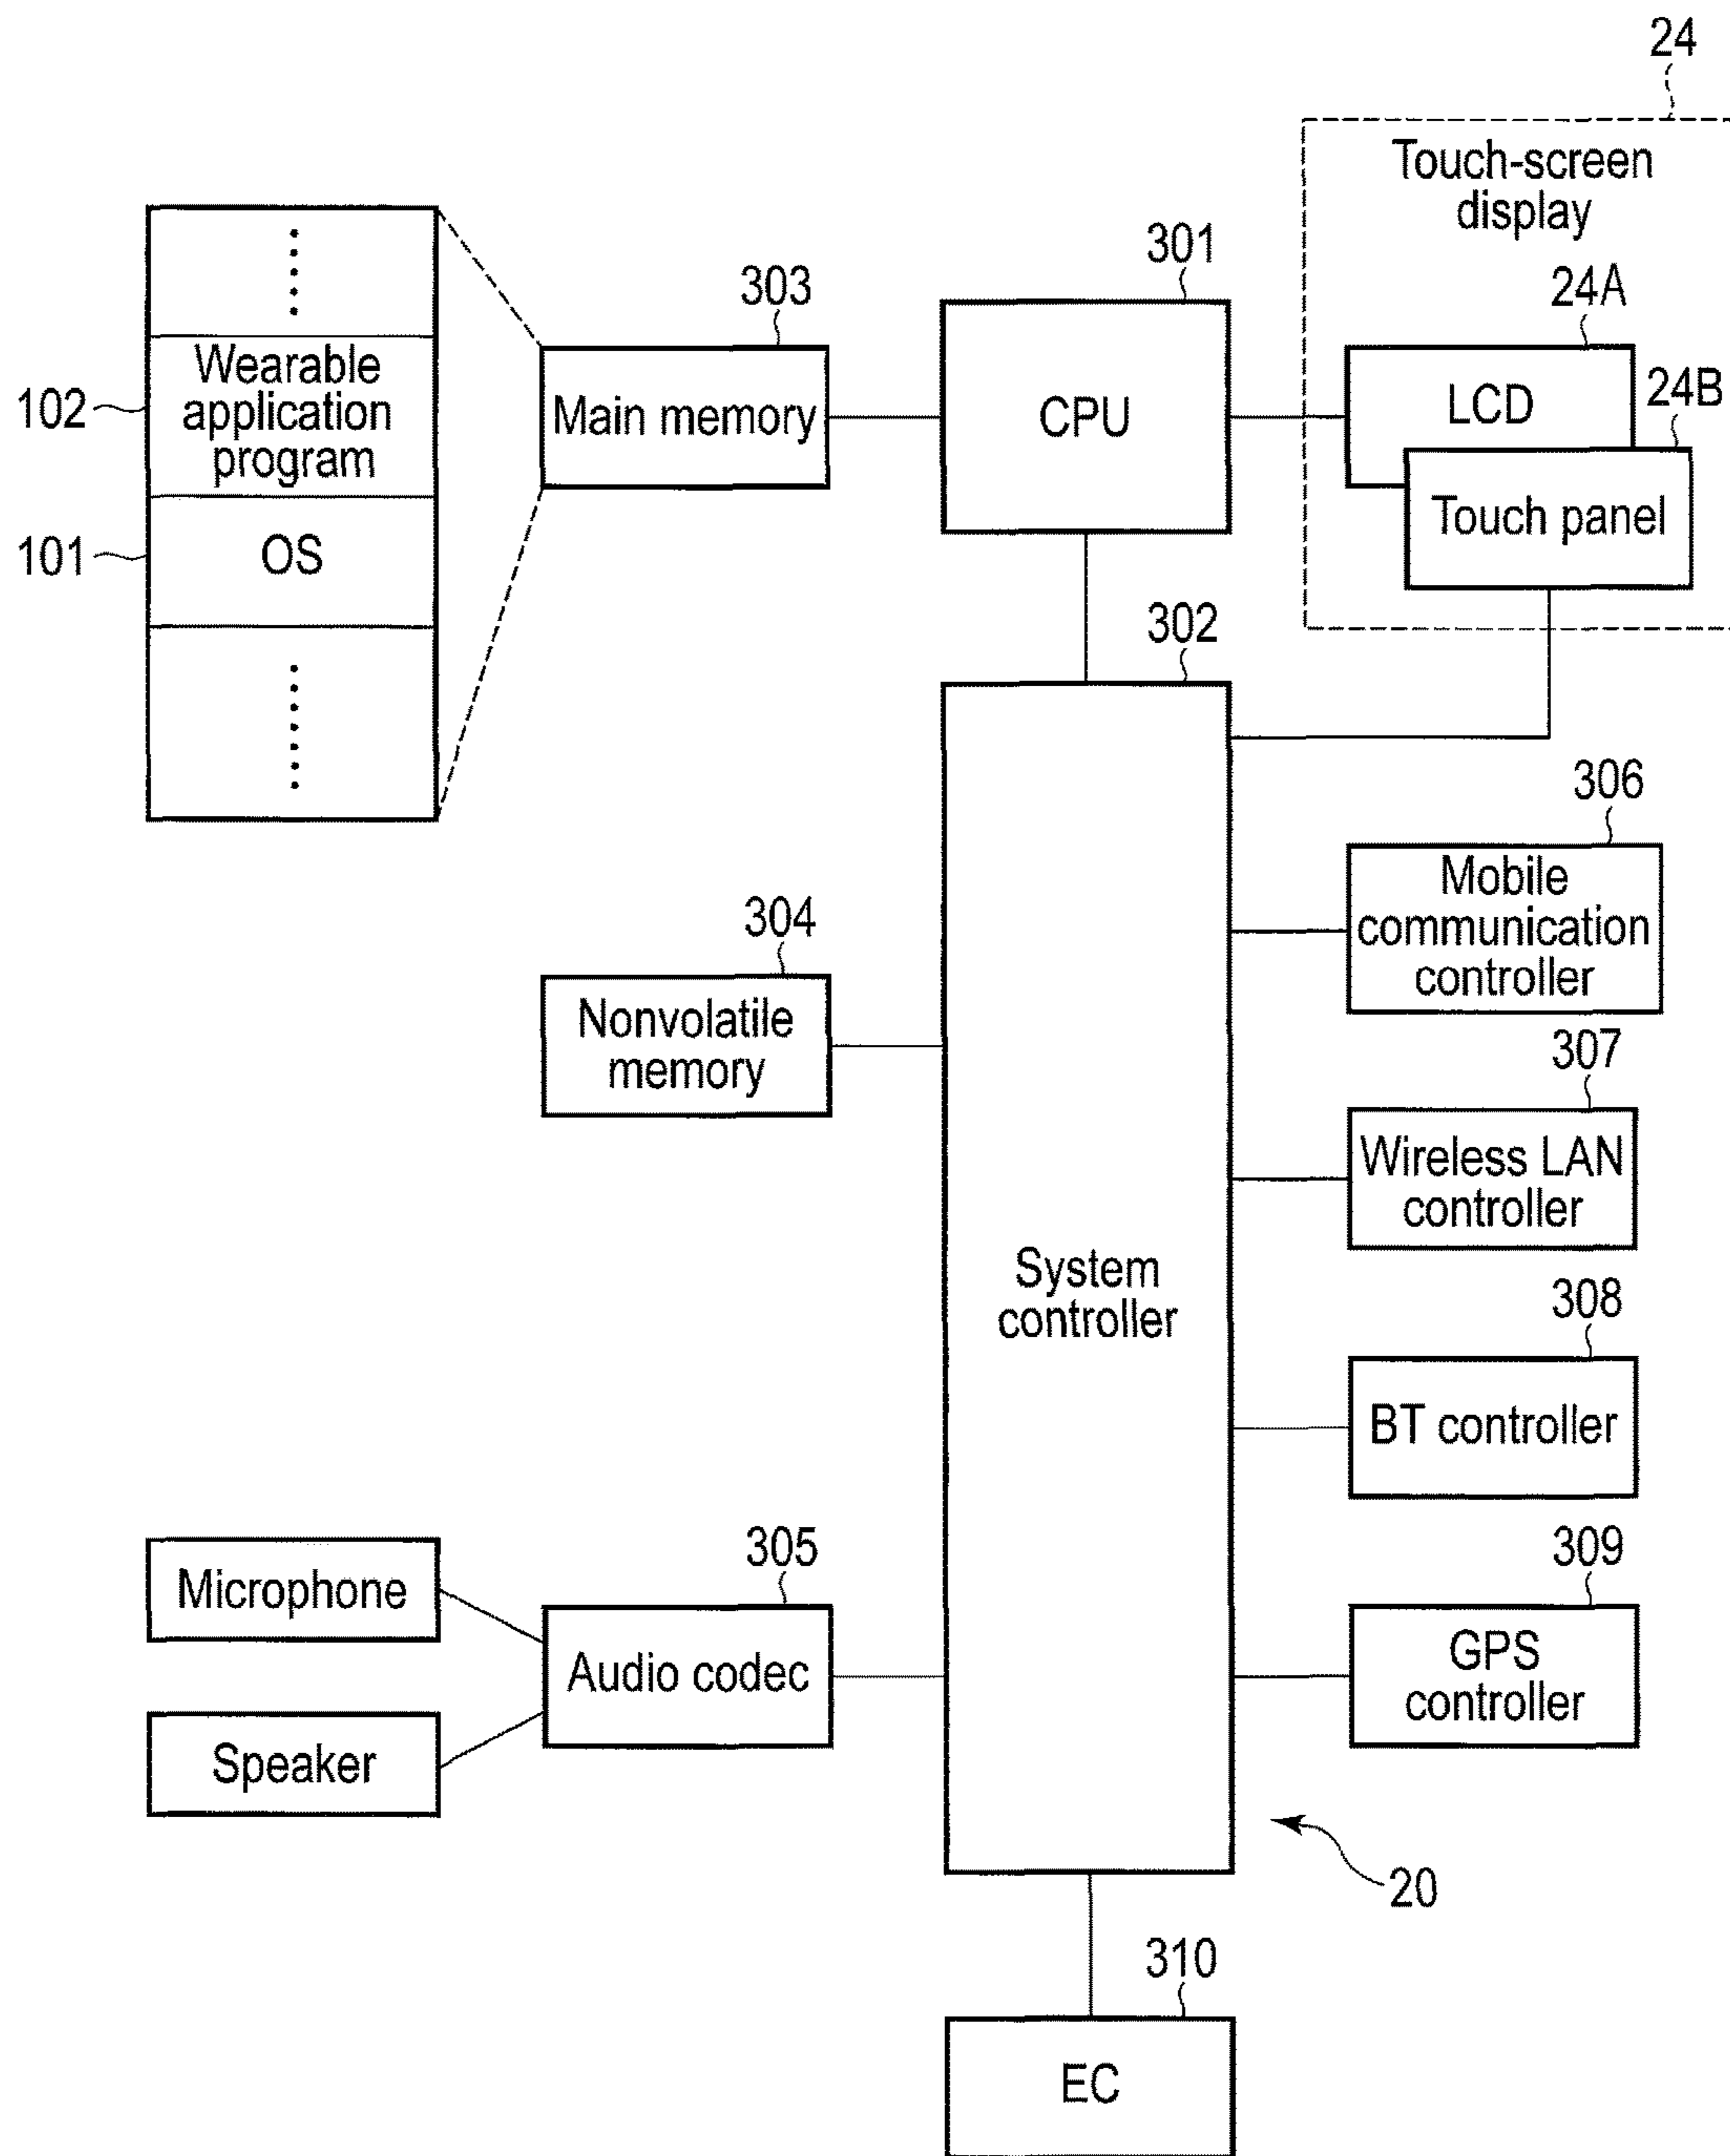 24
Touch-screen
display
301
303
24A
Wearable
application
program
102
Main memory
CPU
LCD
24B
Touch panel
101
OS
302
306
Mobile
communication
controller
304
Nonvolatile
memory
307
Wireless LAN
controller
System
controller
308
BT controller
Microphone
305
Audio codec
309
GPS
controller
Speaker
20
310
EC